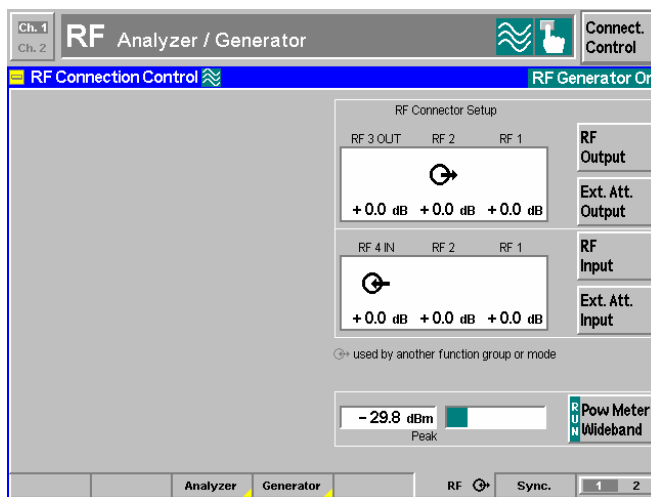 Ch. 1
Ch. 2
RF Analyzer / Generator
Connect.
Control
RF Connection Control
RF Generator On
RF Connector Setup
RF 3 OUT RF 2 RF 1
+ 0.0 dB + 0.0 dB + 0.0 dB
RF
Output
Ext. Att.
Output
RF 4 IN RF 2 RF 1
+ 0.0 dB + 0.0 dB + 0.0 dB
RF
Input
Ext. Att.
Input
used by another function group or mode
- 29.8 dBm
Peak
RUN
Pow Meter
Wideband
Analyzer Generator RF Sync. 1 2